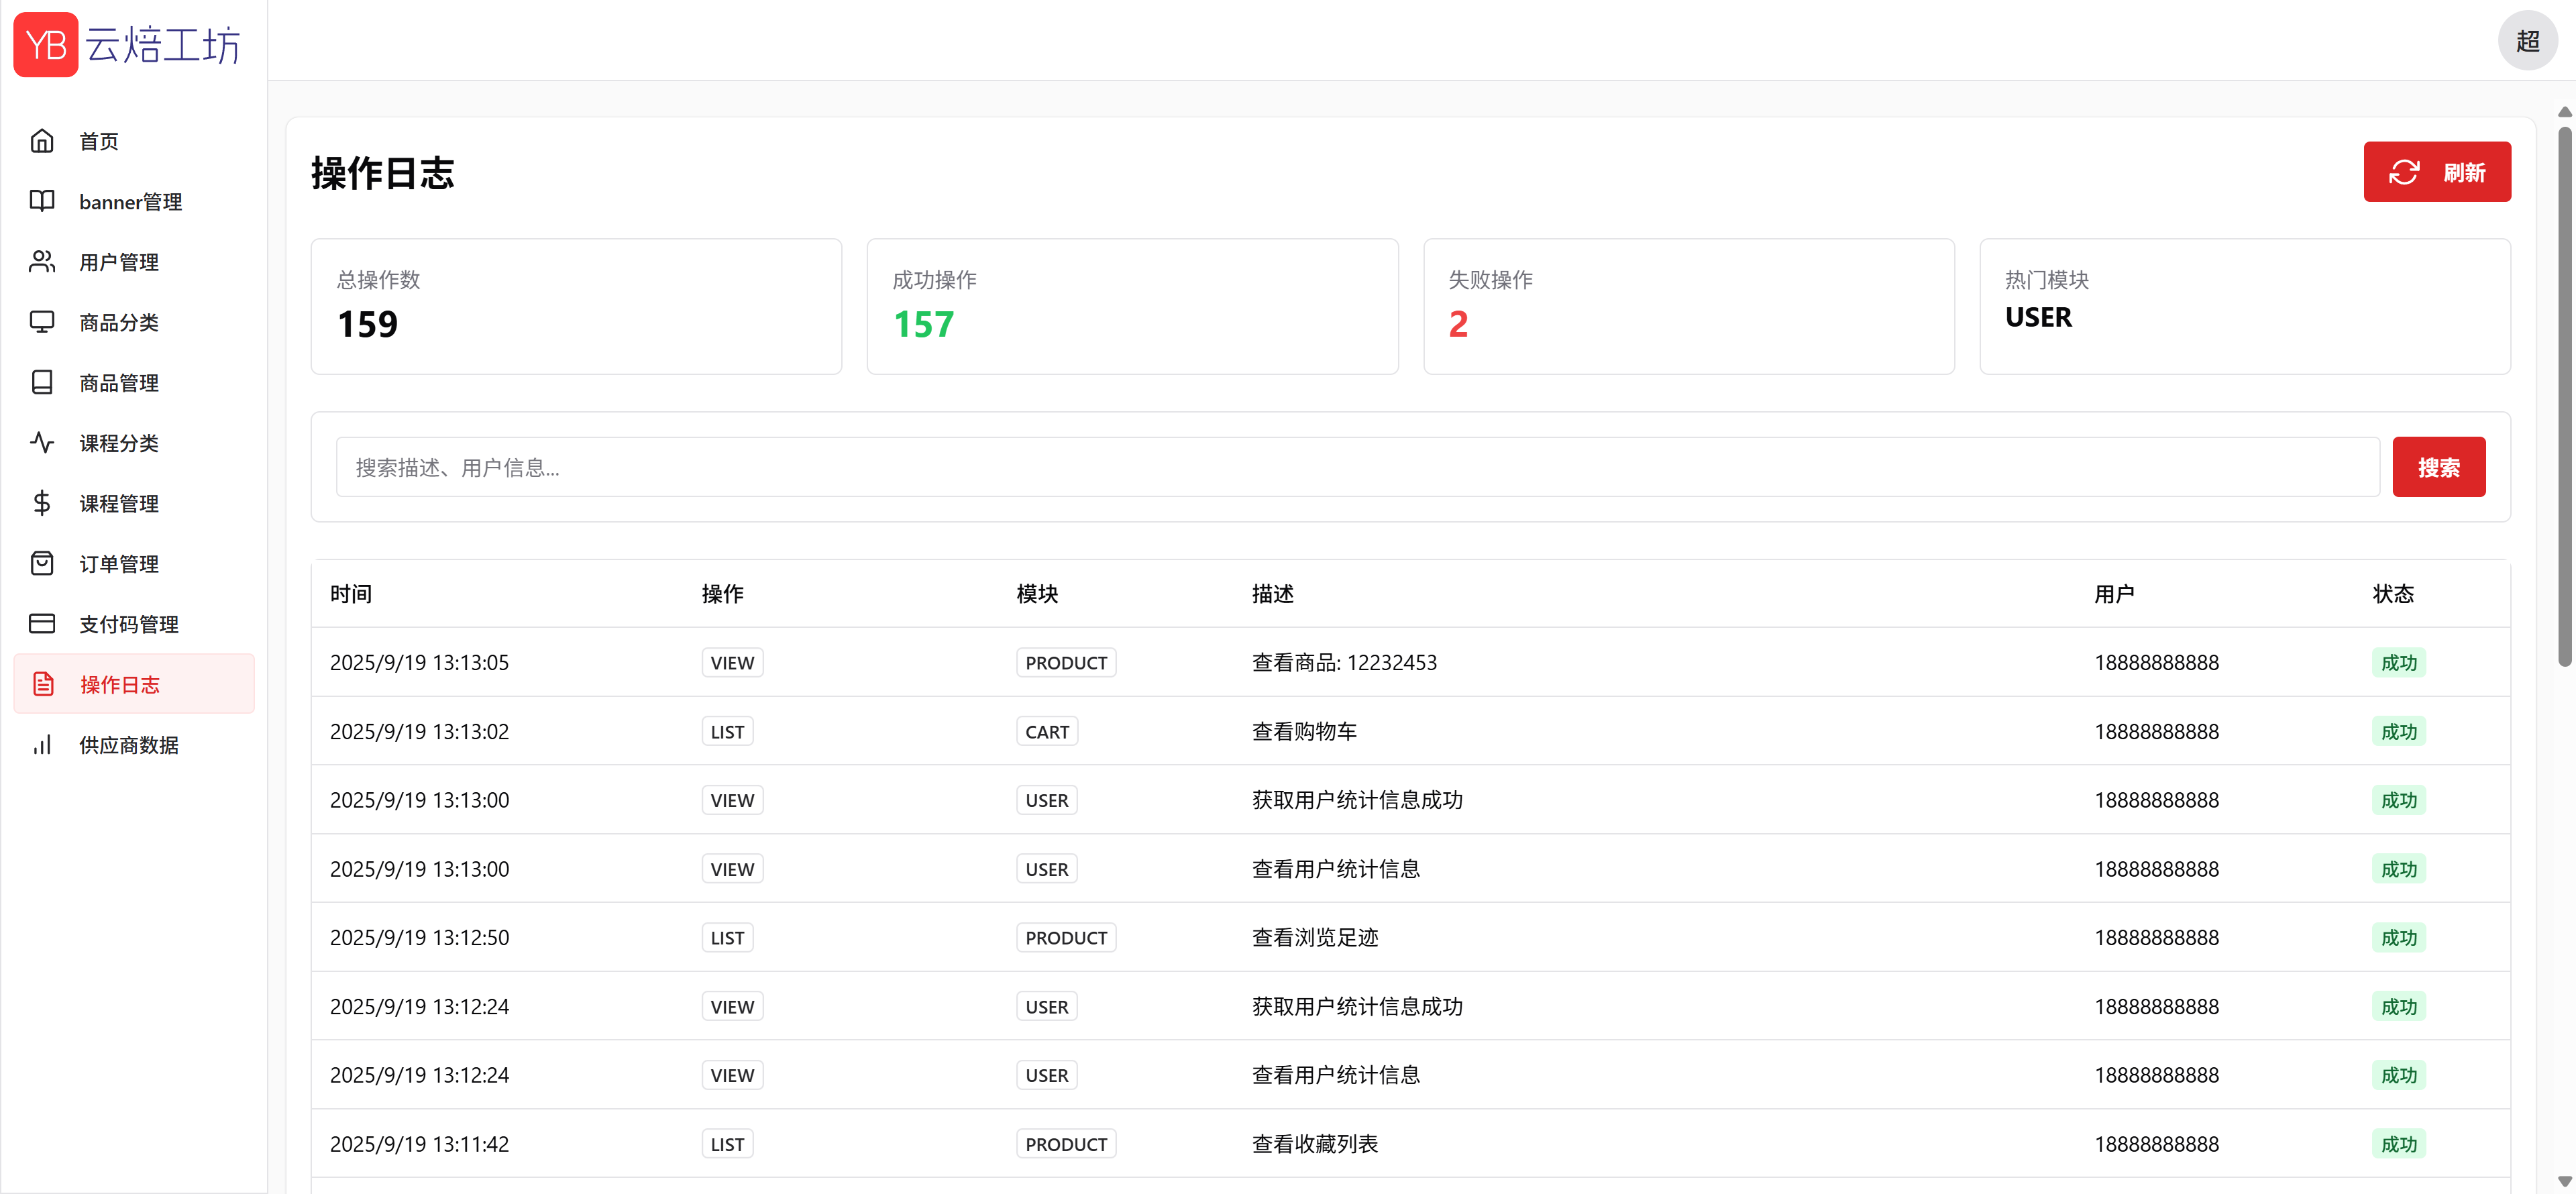 YB 云焙工坊
超
首页
banner管理
用户管理
商品分类
商品管理
课程分类
课程管理
订单管理
支付码管理
操作日志
供应商数据
操作日志
刷新
总操作数
159
成功操作
157
失败操作
2
热门模块
USER
搜索描述、用户信息...
搜索
时间 操作 模块 描述 用户 状态
2025/9/19 13:13:05 VIEW PRODUCT 查看商品: 12232453 18888888888 成功
2025/9/19 13:13:02 LIST CART 查看购物车 18888888888 成功
2025/9/19 13:13:00 VIEW USER 获取用户统计信息成功 18888888888 成功
2025/9/19 13:13:00 VIEW USER 查看用户统计信息 18888888888 成功
2025/9/19 13:12:50 LIST PRODUCT 查看浏览足迹 18888888888 成功
2025/9/19 13:12:24 VIEW USER 获取用户统计信息成功 18888888888 成功
2025/9/19 13:12:24 VIEW USER 查看用户统计信息 18888888888 成功
2025/9/19 13:11:42 LIST PRODUCT 查看收藏列表 18888888888 成功